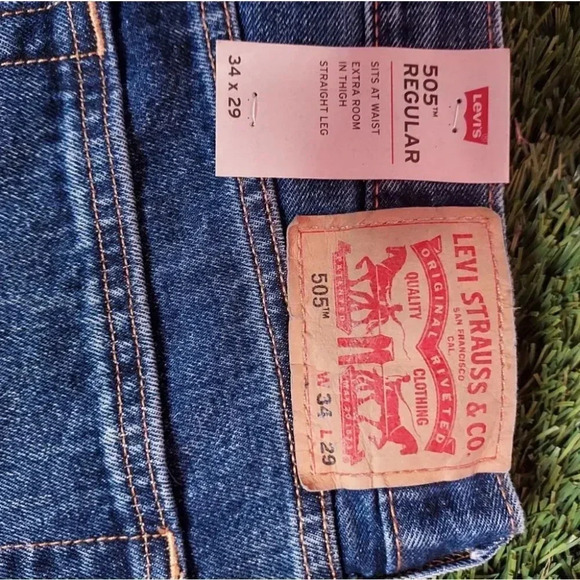 Levi's
505™
REGULAR
SITS AT WAIST
EXTRA ROOM
IN THIGH
STRAIGHT LEG
34 x 29
LEVI STRAUSS & CO.
SAN FRANCISCO
CAL.
ORIGINAL RIVETED
QUALITY CLOTHING
505™
W 34 L 29